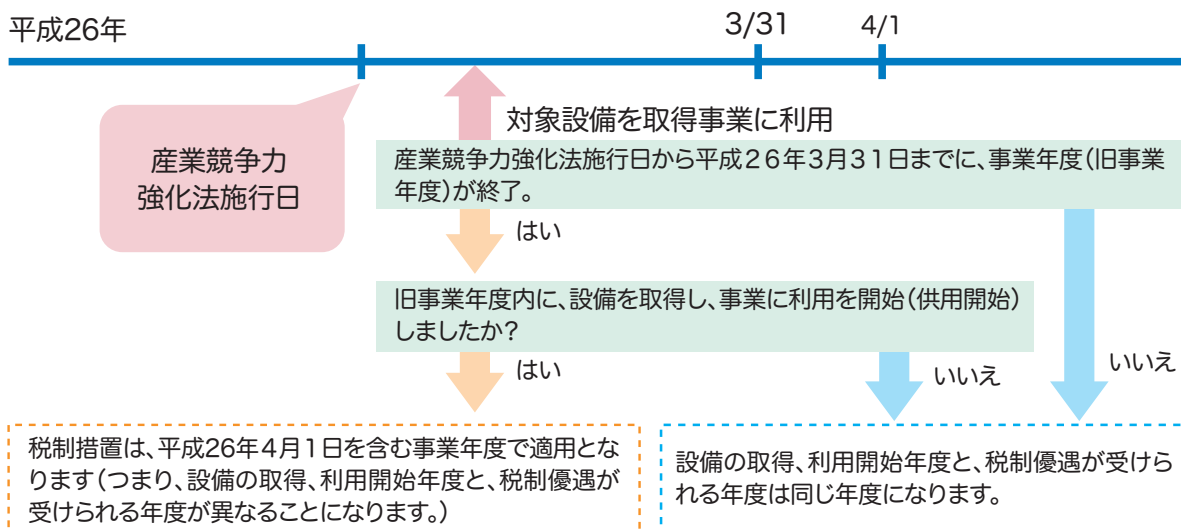 平成26年
3/31
4/1
産業競争力
強化法施行日
対象設備を取得事業に利用
産業競争力強化法施行日から平成26年3月31日までに、事業年度(旧事業
年度)が終了。
はい
旧事業年度内に、設備を取得し、事業に利用を開始(供用開始)
しましたか?
はい
いいえ
いいえ
税制措置は、平成26年4月1日を含む事業年度で適用とな
ります(つまり、設備の取得、利用開始年度と、税制優遇が
受けられる年度が異なることになります。)
設備の取得、利用開始年度と、税制優遇が受けら
れる年度は同じ年度になります。